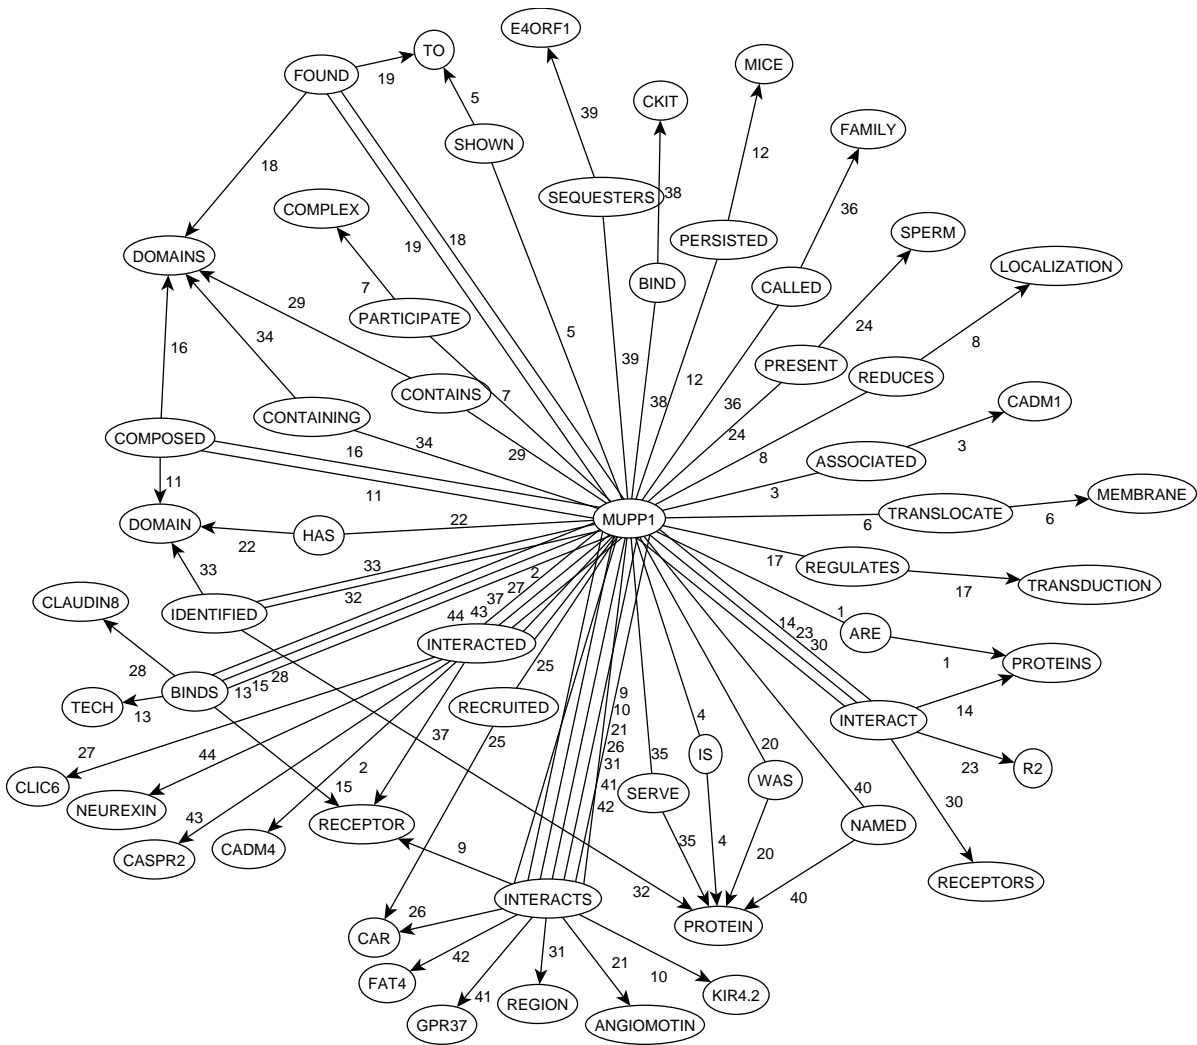 E4ORF1
TO
FOUND
19
MICE
CKIT
5
39
FAMILY
SHOWN
12
18
38
SEQUESTERS
COMPLEX
36
SPERM
PERSISTED
19
18
DOMAINS
LOCALIZATION
BIND
CALLED
7
29
PARTICIPATE
24
5
34
8
16
39
PRESENT
REDUCES
12
CONTAINS
7
CADM1
38
36
CONTAINING
24
COMPOSED
34
3
16
29
8
ASSOCIATED
11
11
3
MEMBRANE
TRANSLOCATE
MUPP1
DOMAIN
22
6
6
HAS
22
17
REGULATES
33
33
2
27
TRANSDUCTION
17
CLAUDIN8
32
37
IDENTIFIED
44
43
1
14
23
ARE
30
INTERACTED
PROTEINS
25
1
28
28
15
13
BINDS
9
TECH
RECRUITED
10
14
13
4
INTERACT
21
37
25
26
20
27
44
35
IS
31
2
R2
23
WAS
CLIC6
15
41
SERVE
40
30
NEUREXIN
42
43
RECEPTOR
NAMED
35
4
9
20
CADM4
CASPR2
RECEPTORS
32
INTERACTS
40
26
PROTEIN
CAR
31
42
21
10
FAT4
41
KIR4.2
REGION
GPR37
ANGIOMOTIN